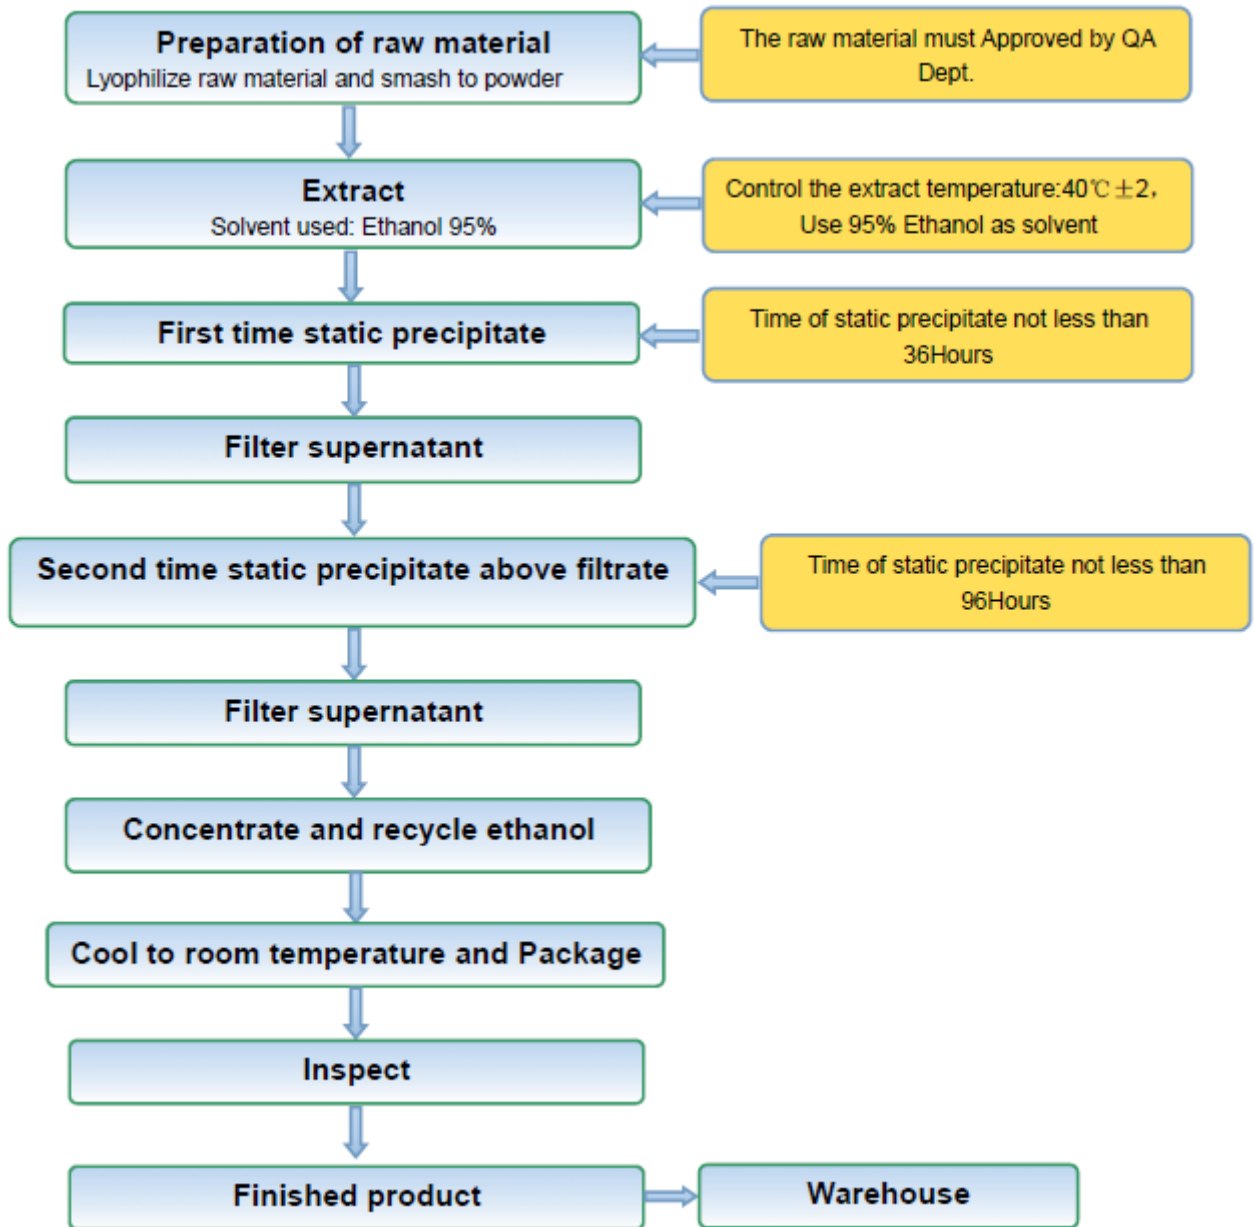 Preparation of raw material
Lyophilize raw material and smash to powder
The raw material must Approved by QA
Dept.
Extract
Solvent used: Ethanol 95%
Control the extract temperature:40℃±2,
Use 95% Ethanol as solvent
First time static precipitate
Time of static precipitate not less than
36Hours
Filter supernatant
Second time static precipitate above filtrate
Time of static precipitate not less than
96Hours
Filter supernatant
Concentrate and recycle ethanol
Cool to room temperature and Package
Inspect
Finished product
Warehouse